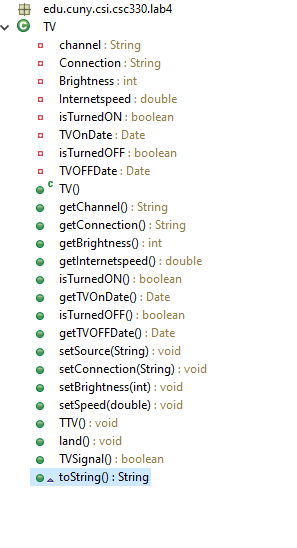 edu.cuny.csi.csc330.lab4
TV
channel : String
Connection : String
Brightness : int
Internetspeed : double
isTurnedON : boolean
TVOnDate : Date
isTurnedOFF : boolean
TVOFFDate : Date
TV()
getChannel() : String
getConnection() : String
getBrightness() : int
getInternetspeed() : double
isTurnedON() : boolean
getTVOnDate() : Date
isTurnedOFF() : boolean
getTVOFFDate() : Date
setSource(String) : void
setConnection(String) : void
setBrightness(int) : void
setSpeed(double) : void
TTV() : void
land() : void
TVSignal() : boolean
toString() : String